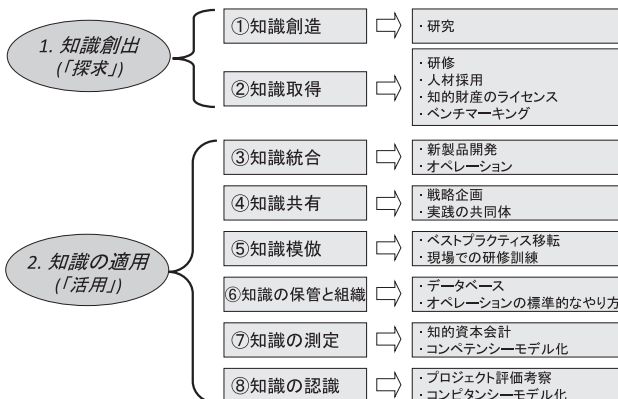 1. 知識創出
(「探求」)
①知識創造
・研究
②知識取得
・研修
・人材採用
・知的財産のライセンス
・ベンチマーキング
2. 知識の適用
(「活用」)
③知識統合
・新製品開発
・オペレーション
④知識共有
・戦略企画
・実践の共同体
⑤知識模倣
・ベストプラクティス移転
・現場での研修訓練
⑥知識の保管と組織
・データベース
・オペレーションの標準的なやり方
⑦知識の測定
・知的資本会計
・コンペテンシーモデル化
⑧知識の認識
・プロジェクト評価考察
・コンピタンシーモデル化